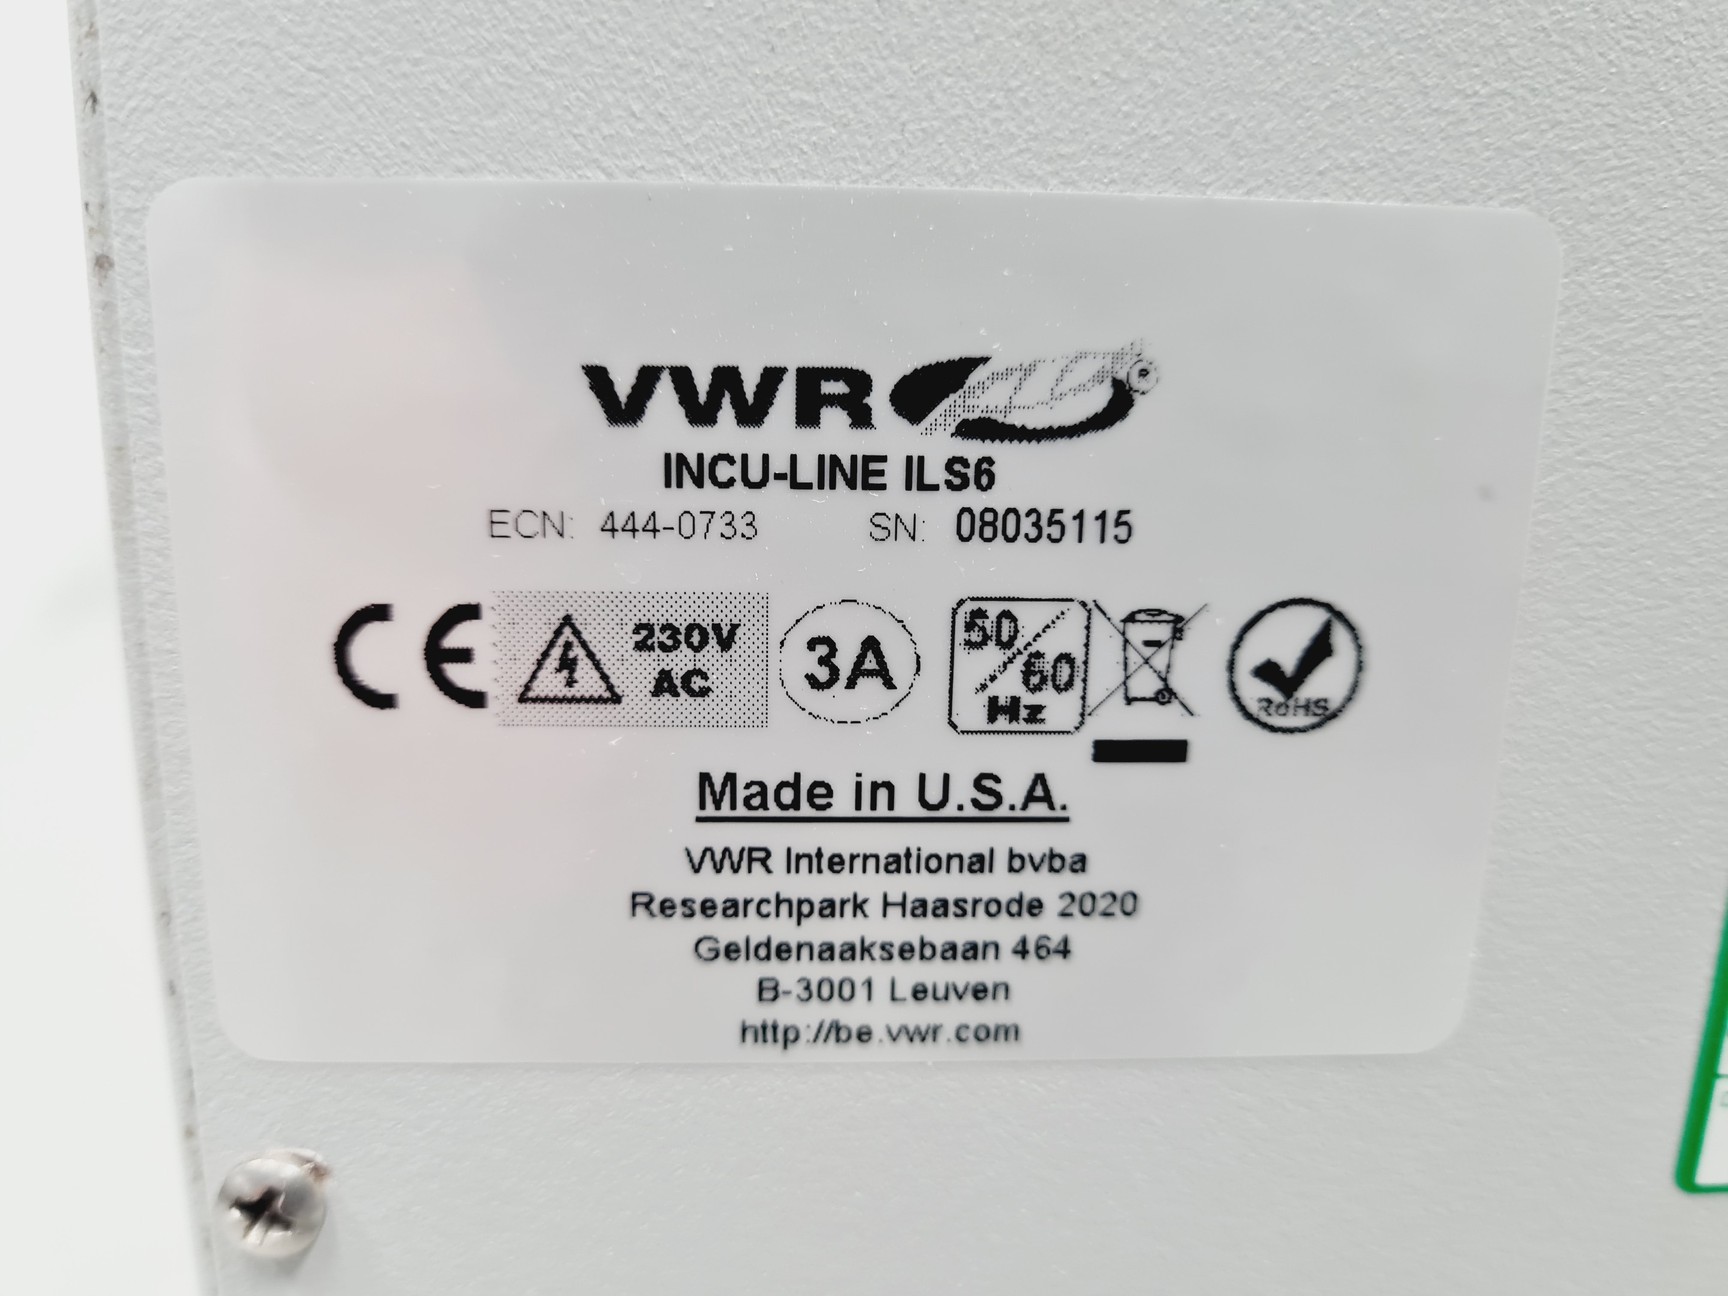 VWR ®
INCU-LINE ILS6
ECN: 444-0733 SN: 08035115
CE 230V AC 3A 50/60 Hz RoHS
Made in U.S.A.
VWR International bvba
Researchpark Haasrode 2020
Geldenaaksebaan 464
B-3001 Leuven
http://be.vwr.com